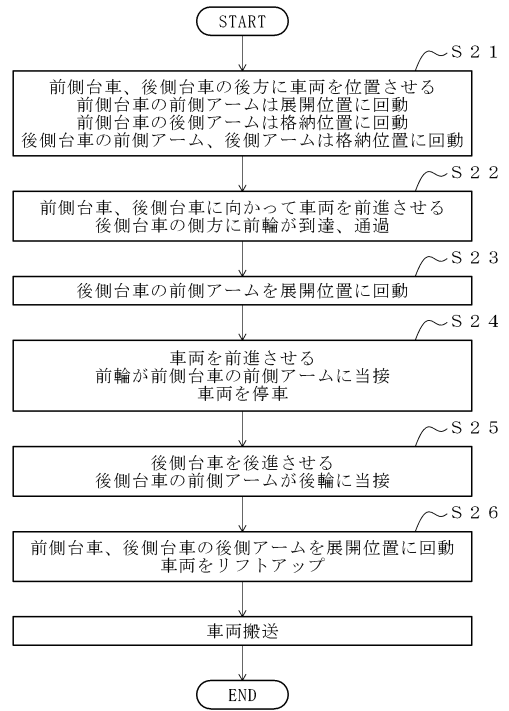 START
S21
前側台車、後側台車の後方に車両を位置させる
前側台車の前側アームは展開位置に回動
前側台車の後側アームは格納位置に回動
後側台車の前側アーム、後側アームは格納位置に回動
S22
前側台車、後側台車に向かって車両を前進させる
後側台車の側方に前輪が到達、通過
S23
後側台車の前側アームを展開位置に回動
S24
車両を前進させる
前輪が前側台車の前側アームに当接
車両を停車
S25
後側台車を後進させる
後側台車の前側アームが後輪に当接
S26
前側台車、後側台車の後側アームを展開位置に回動
車両をリフトアップ
車両搬送
END